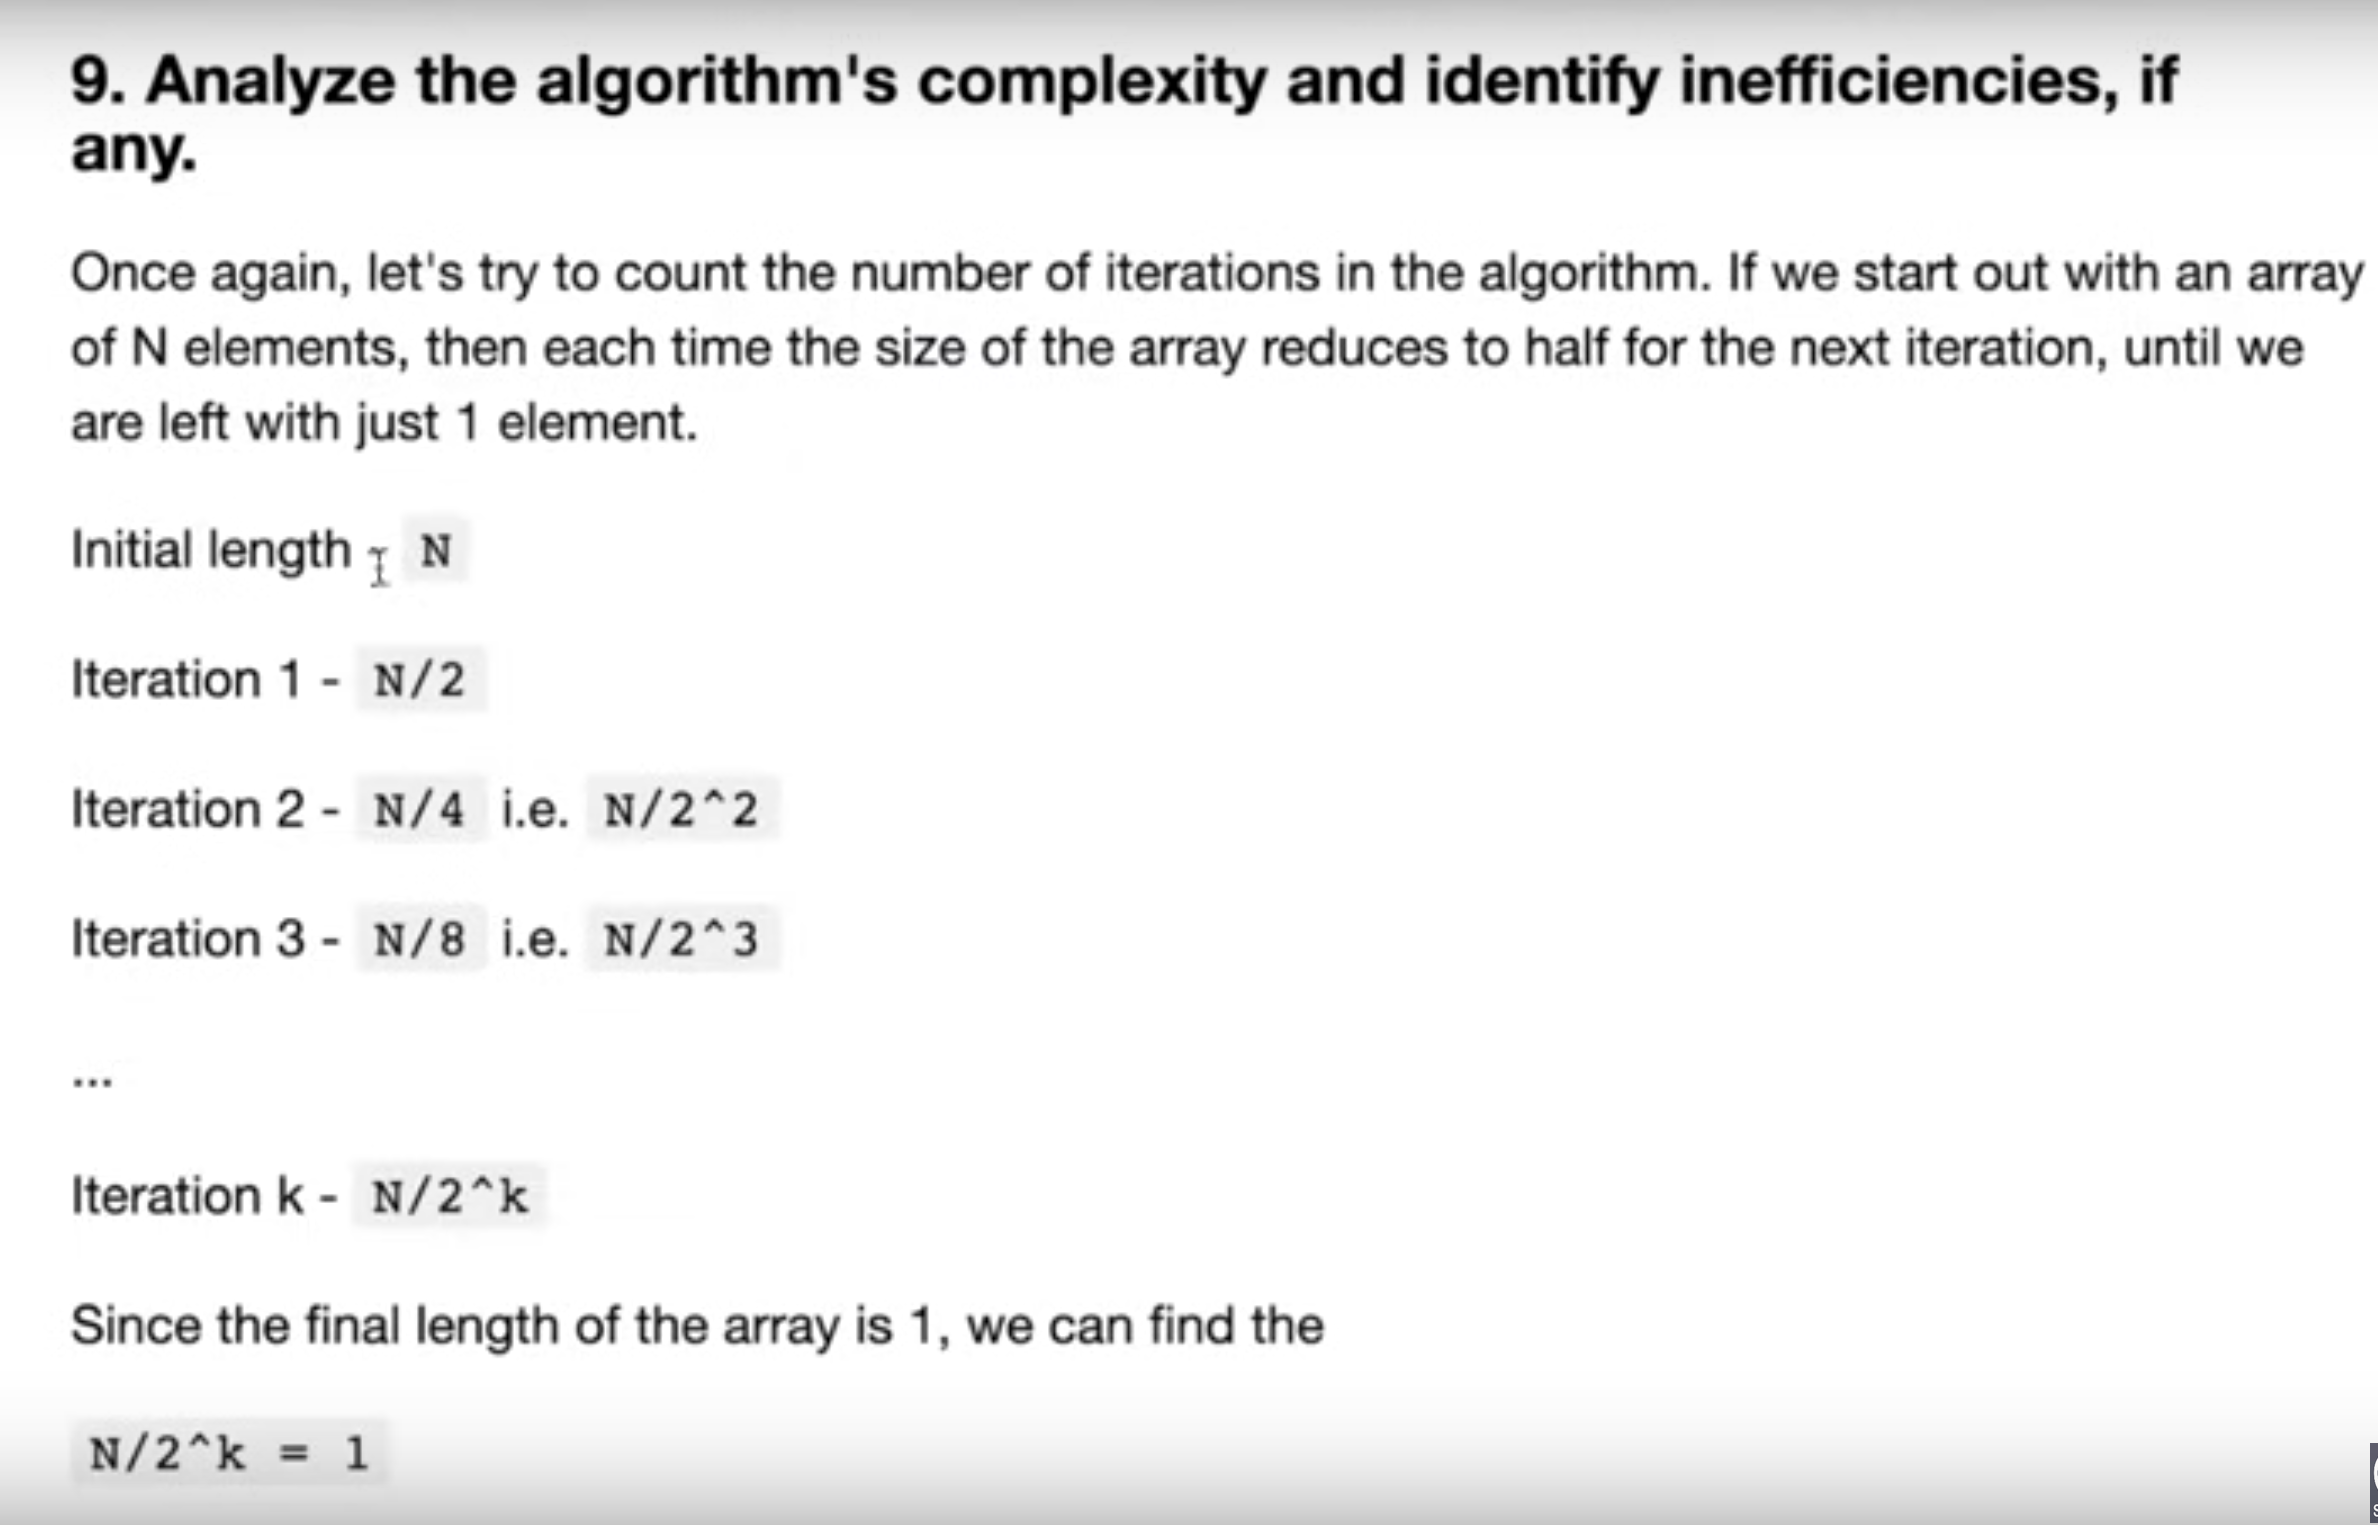 9. Analyze the algorithm's complexity and identify inefficiencies, if
any.
Once again, let's try to count the number of iterations in the algorithm. If we start out with an array
of N elements, then each time the size of the array reduces to half for the next iteration, until we
are left with just 1 element.
Initial length N
Iteration 1 - N/2
Iteration 2 - N/4 i.e. N/2^2
Iteration 3 - N/8 i.e. N/2^3
...
Iteration k - N/2^k
Since the final length of the array is 1, we can find the
N/2^k = 1